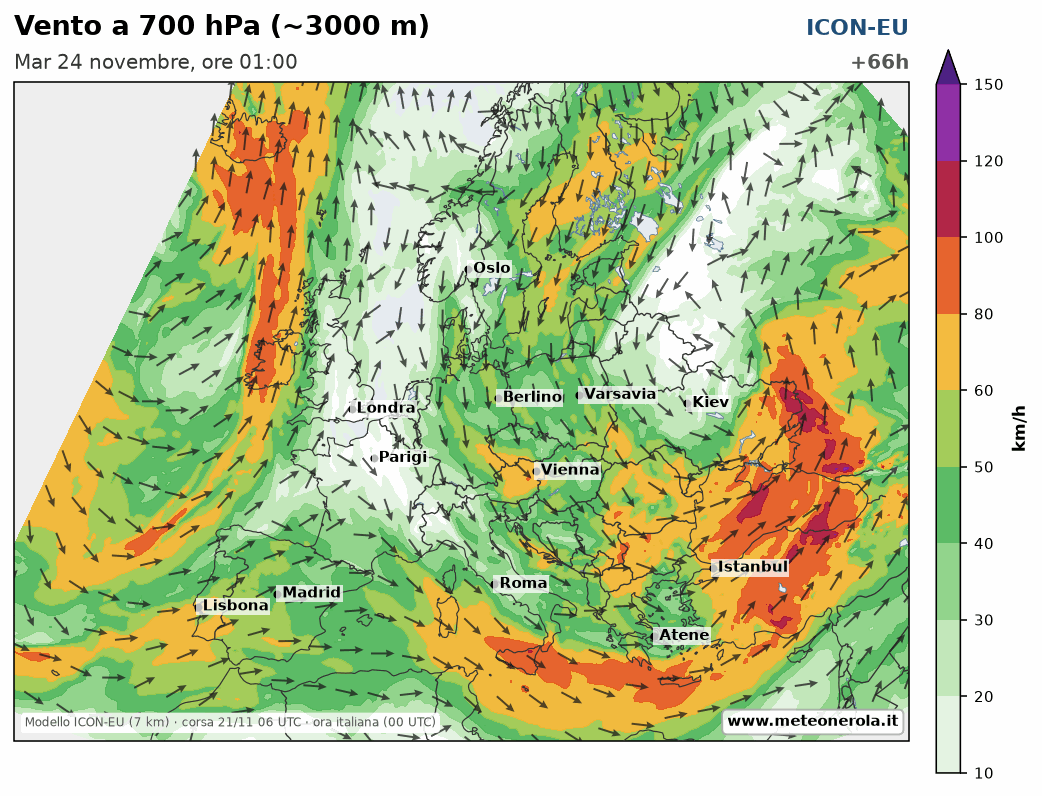 Vento a 700 hPa (~3000 m)
ICON-EU
Mar 24 novembre, ore 01:00
+66h
150
120
100
80
60
50
40
30
20
10
km/h
Oslo
Berlino
Varsavia
Kiev
Londra
Parigi
Vienna
Istanbul
Roma
Madrid
Lisbona
Atene
Modello ICON-EU (7 km) · corsa 21/11 06 UTC · ora italiana (00 UTC)
www.meteonerola.it